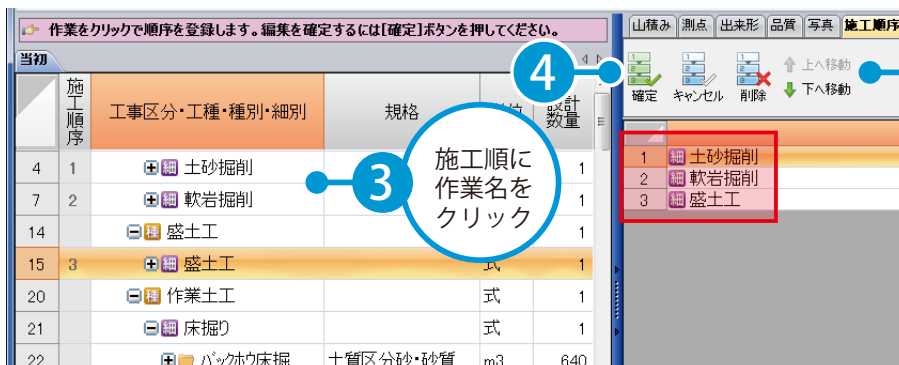 作業をクリックで順序を登録します。編集を確定するには[確定]ボタンを押してください。
当初
施工順序 工事区分・工種・種別・細別 規格 設計数量
4 1 細 土砂掘削 1
7 2 細 軟岩掘削 1
14 種 盛土工 1
15 3 細 盛土工 式 1
20 種 作業土工 式 1
21 細 床掘り 式 1
22 バックホウ床掘 土質区分砂・砂質 m3 640
3
施工順に
作業名を
クリック
山積み 測点 出来形 品質 写真 施工順序
4
確定 キャンセル 削除
上へ移動
下へ移動
1 細 土砂掘削
2 細 軟岩掘削
3 細 盛土工